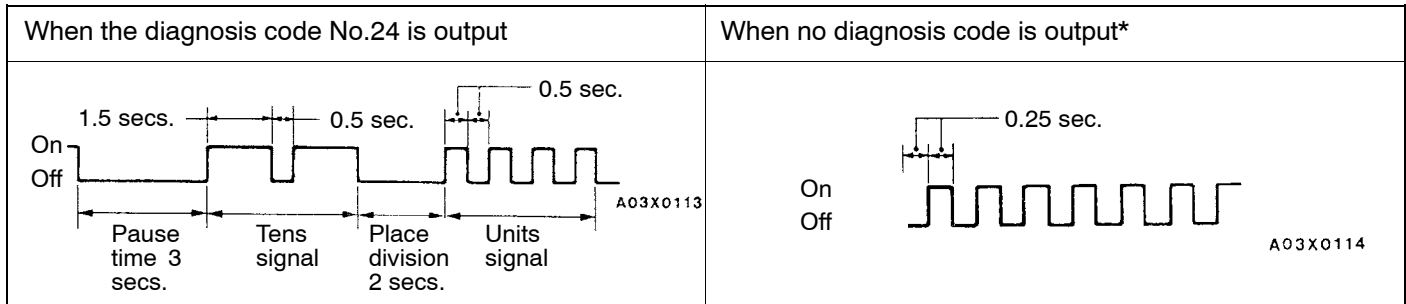 When the diagnosis code No.24 is output
1.5 secs.
0.5 sec.
0.5 sec.
On
Off
A03X0113
Pause
time 3
secs.
Tens
signal
Place
division
2 secs.
Units
signal
When no diagnosis code is output*
0.25 sec.
On
Off
A03X0114